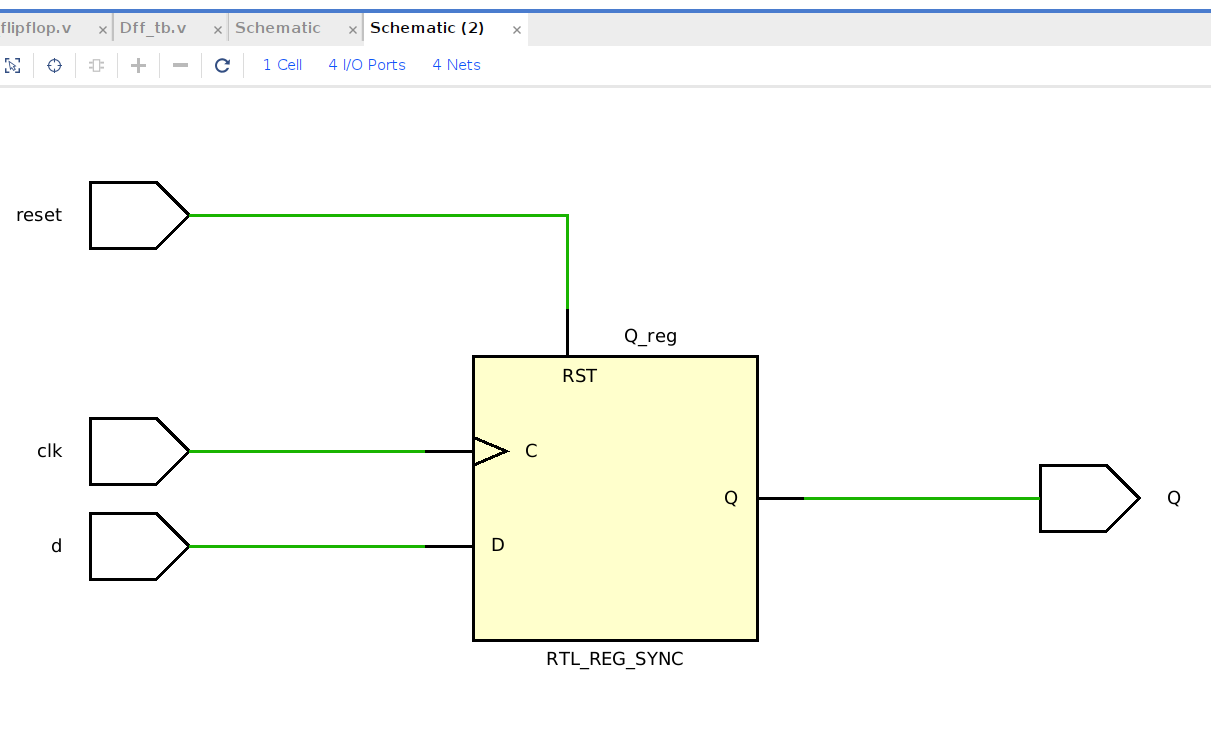 flipflop.v × Dff_tb.v × Schematic × Schematic (2) ×
1 Cell 4 I/O Ports 4 Nets
reset
Q_reg
RST
clk
C
Q
Q
d
D
RTL_REG_SYNC